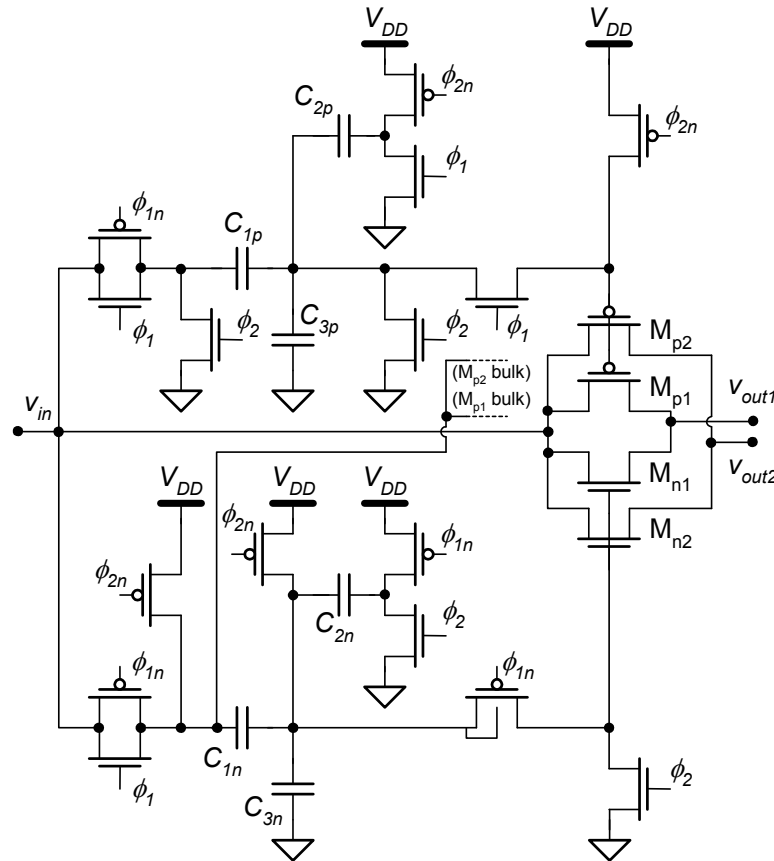 V_DD V_DD
ϕ_2n
C_2p ϕ_2n
ϕ_1
ϕ_1n C_1p
ϕ_1 ϕ_2 C_3p ϕ_2 ϕ_1
M_p2
(M_p2 bulk)
(M_p1 bulk) M_p1
v_in v_out1
v_out2
M_n1
V_DD V_DD V_DD
M_n2
ϕ_2n ϕ_1n
ϕ_2n
C_2n ϕ_2
ϕ_1n ϕ_1n
C_1n
ϕ_1 ϕ_2
C_3n